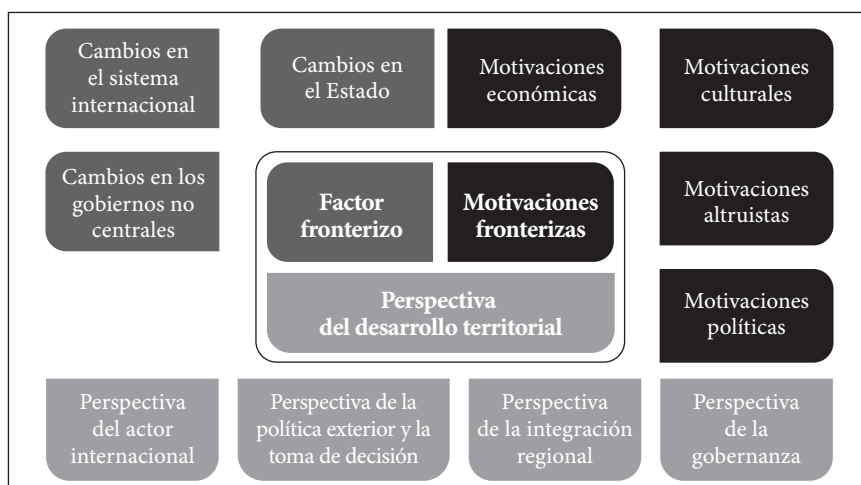 Cambios en
el sistema
internacional
Cambios en
el Estado
Motivaciones
económicas
Motivaciones
culturales
Cambios en los
gobiernos no
centrales
Factor
fronterizo
Motivaciones
fronterizas
Motivaciones
altruistas
Perspectiva
del desarrollo territorial
Motivaciones
políticas
Perspectiva
del actor
internacional
Perspectiva de la
política exterior y la
toma de decisión
Perspectiva
de la integración
regional
Perspectiva
de la
gobernanza